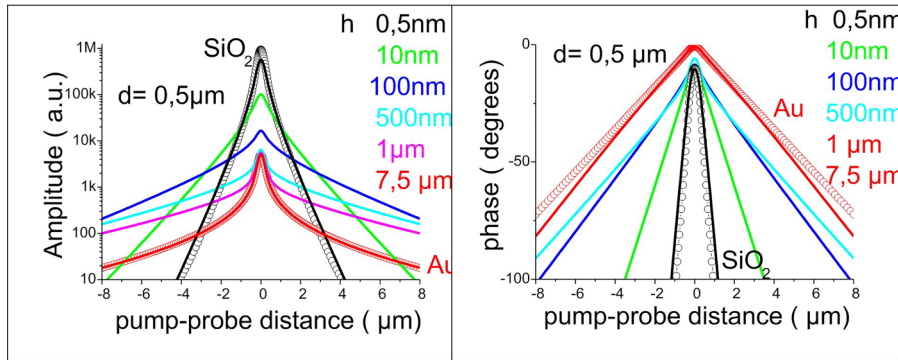 h 0,5nm
10nm
100nm
500nm
1µm
7,5 µm
SiO2
d= 0,5µm
Au
Amplitude ( a.u.)
1M
100k
10k
1k
100
10
-8 -6 -4 -2 0 2 4 6 8
pump-probe distance ( µm)
h 0,5nm
10nm
100nm
500nm
1 µm
7,5 µm
d = 0,5 µm
Au
SiO2
phase ( degrees)
0
-50
-100
-8 -6 -4 -2 0 2 4 6 8
pump-probe distance ( µm)